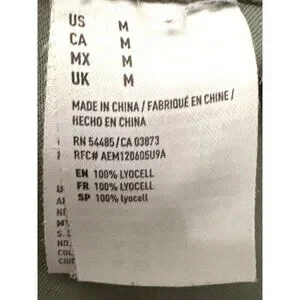 US M
CA M
MX M
UK M
MADE IN CHINA / FABRIQUÉ EN CHINE /
HECHO EN CHINA
RN 54485/CA 03873
RFC# AEM120605U9A
EN 100% LYOCELL
FR 100% LYOCELL
SP 100% lyocell